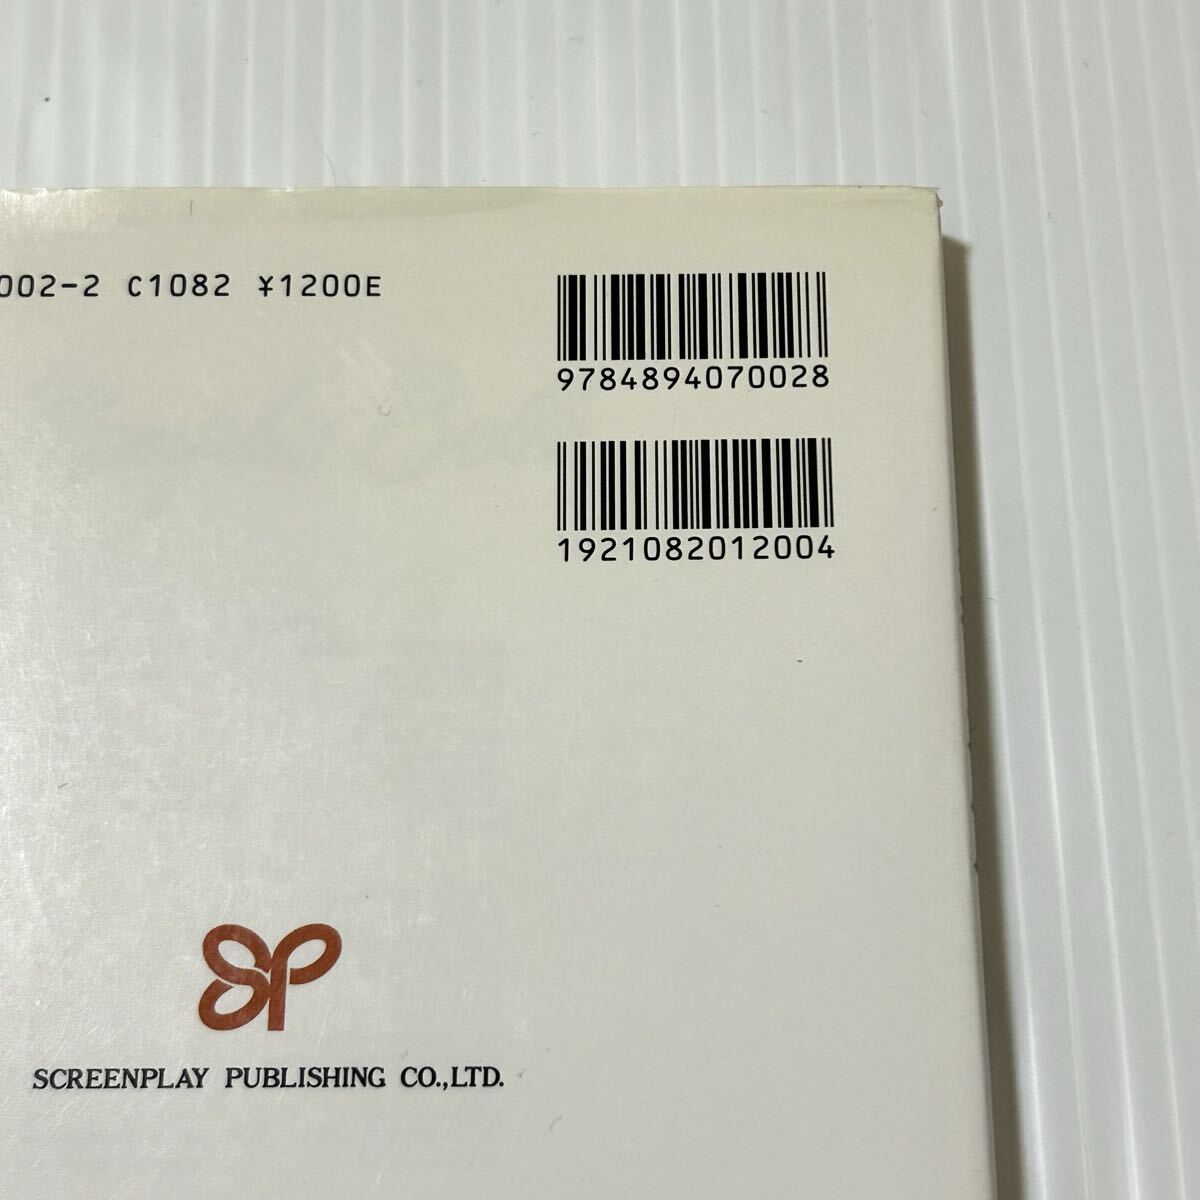 002-2 C1082 ¥1200E
9784894070028
1921082012004
SP
SCREENPLAY PUBLISHING CO.,LTD.